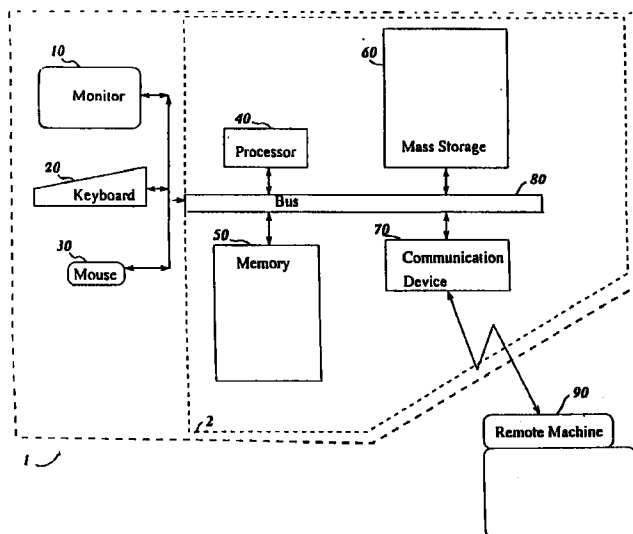 10
Monitor
20
Keyboard
30
Mouse
40
Processor
60
Mass Storage
80
Bus
50
Memory
70
Communication
Device
2
1
90
Remote Machine